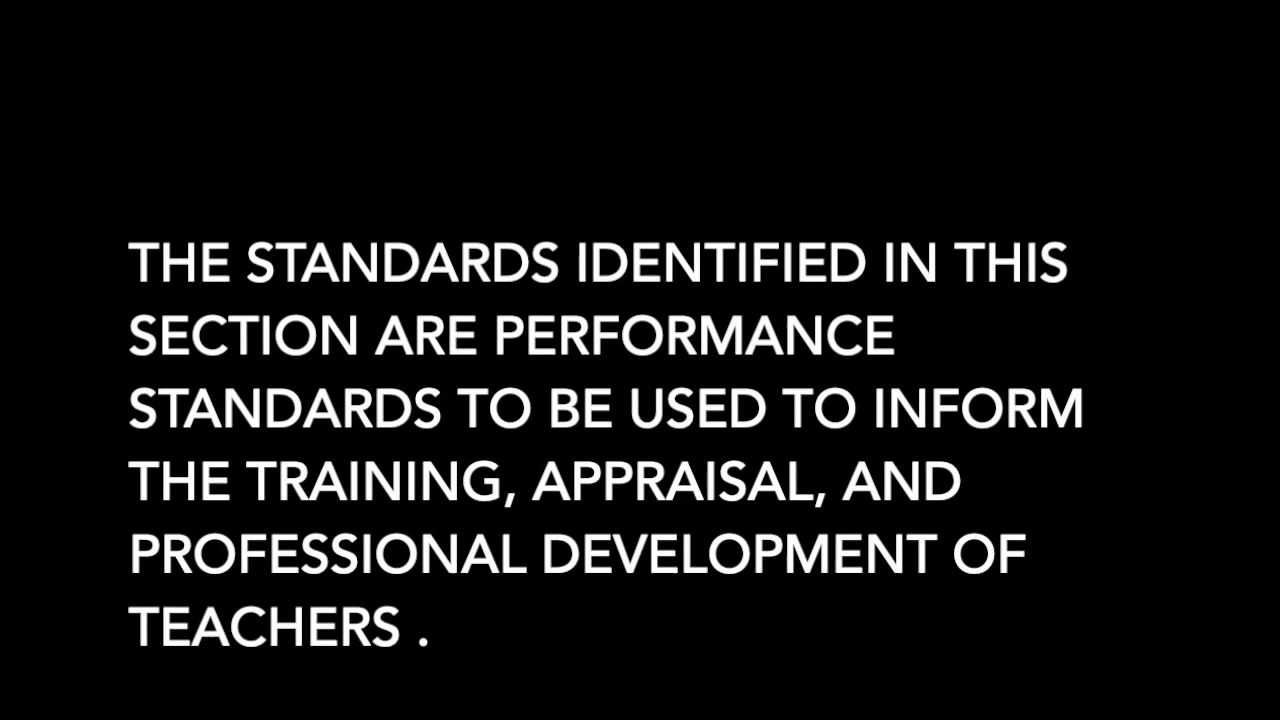 THE STANDARDS IDENTIFIED IN THIS
SECTION ARE PERFORMANCE
STANDARDS TO BE USED TO INFORM
THE TRAINING, APPRAISAL, AND
PROFESSIONAL DEVELOPMENT OF
TEACHERS .